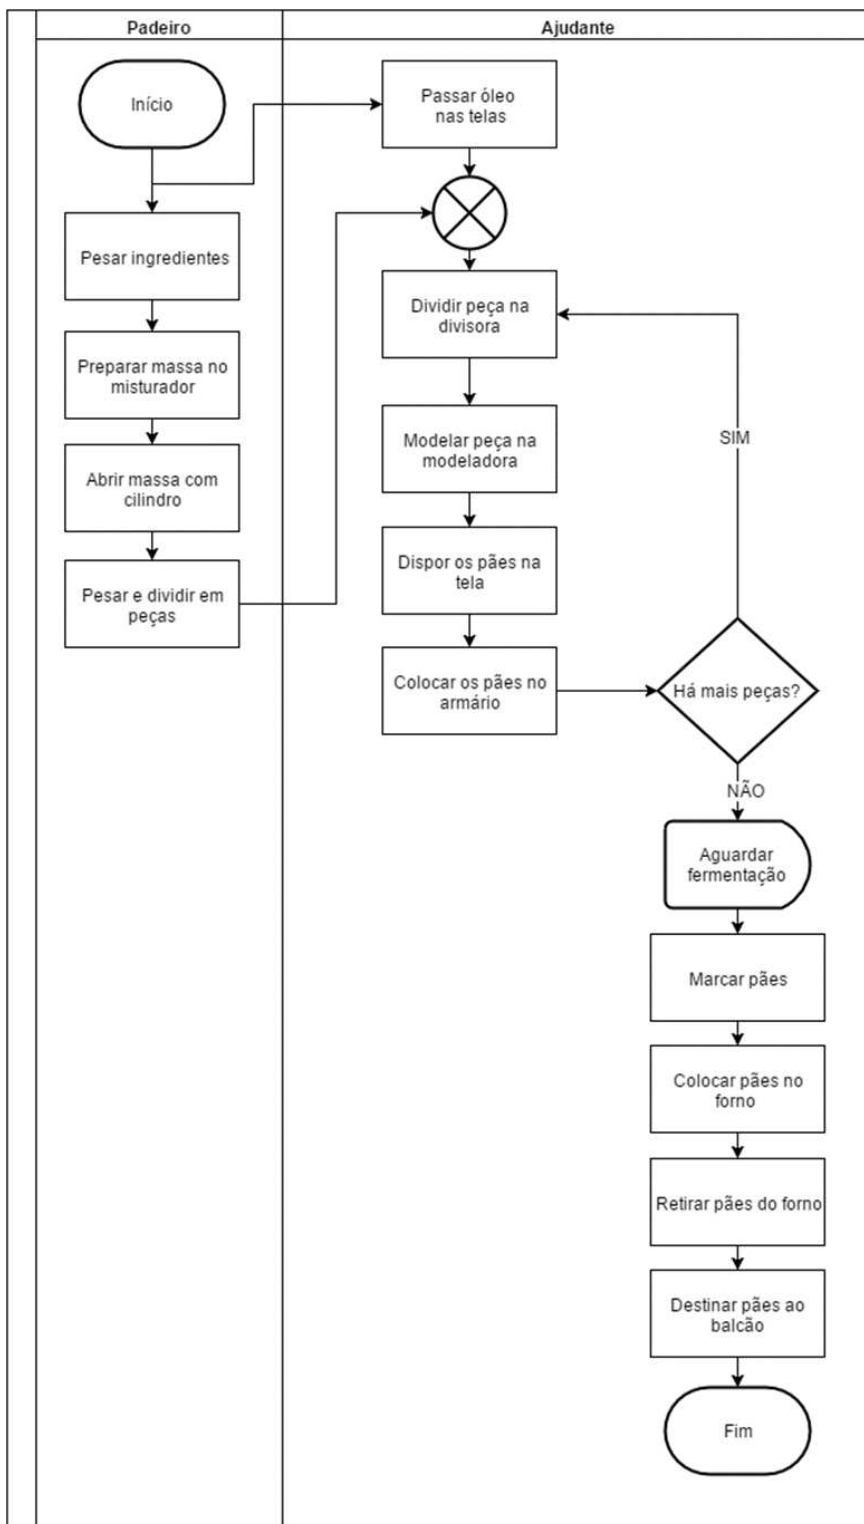 Padeiro
Ajudante
Início
Passar óleo
nas telas
Pesar ingredientes
Preparar massa no
misturador
Abrir massa com
cilindro
Pesar e dividir em
peças
Dividir peça na
divisora
Modelar peça na
modeladora
Dispor os pães na
tela
Colocar os pães no
armário
Há mais peças?
SIM
NÃO
Aguardar
fermentação
Marcar pães
Colocar pães no
forno
Retirar pães do forno
Destinar pães ao
balcão
Fim